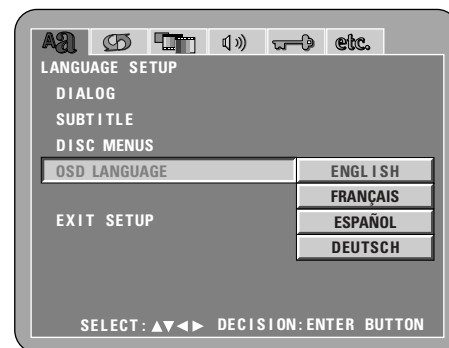 Aa etc.
LANGUAGE SETUP
DIALOG
SUBTITLE
DISC MENUS
OSD LANGUAGE ENGLISH
FRANÇAIS
EXIT SETUP ESPAÑOL
DEUTSCH
SELECT:▲▼◀▶ DECISION:ENTER BUTTON